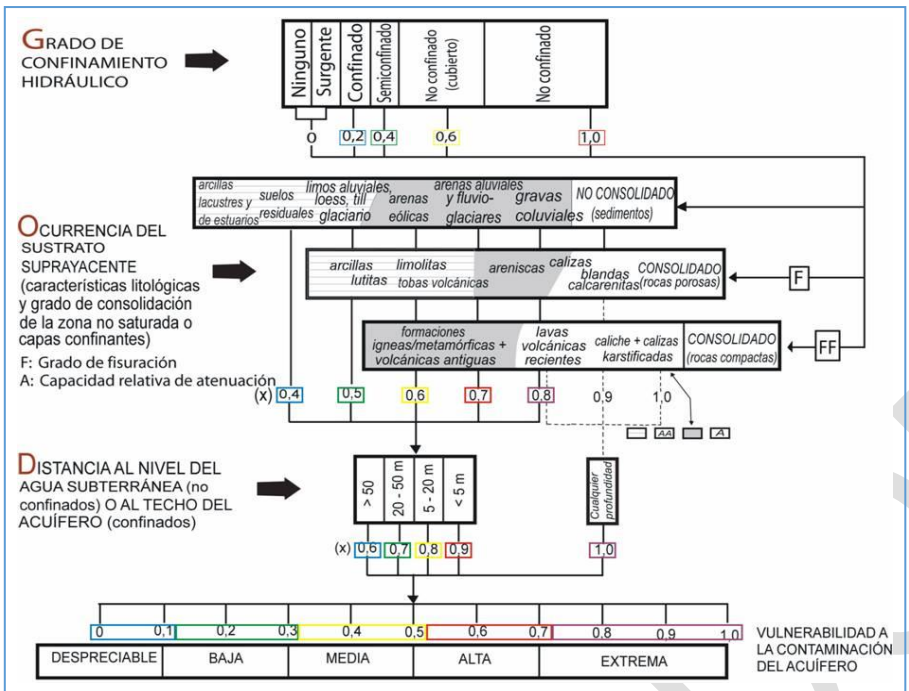 GRADO DE
CONFINAMIENTO
HIDRÁULICO
Ninguno
Surgente
Confinado
Semiconfinado
No confinado
(cubierto)
No confinado
0
0,2
0,4
0,6
1,0
arcillas
lacustres y
de estuarios
suelos
residuales
limos aluviales,
loess, till
glaciario
arenas
eólicas
arenas aluviales
y fluvio-
glaciares
gravas
coluviales
NO CONSOLIDADO
(sedimentos)
OCURRENCIA DEL
SUSTRATO
SUPRAYACENTE
(características litológicas
y grado de consolidación
de la zona no saturada o
capas confinantes)
F: Grado de fisuración
A: Capacidad relativa de atenuación
arcillas
lutitas
limolitas
tobas volcánicas
areniscas
calizas
blandas
calcarenitas
CONSOLIDADO
(rocas porosas)
F
formaciones
igneas/metamórficas +
volcánicas antiguas
lavas
volcánicas
recientes
caliche + calizas
karstificadas
CONSOLIDADO
(rocas compactas)
FF
(x)
0,4
0,5
0,6
0,7
0,8
0,9
1,0
AA
A
DISTANCIA AL NIVEL DEL
AGUA SUBTERRÁNEA (no
confinados) O AL TECHO DEL
ACUÍFERO (confinados)
> 50
20 - 50 m
5 - 20 m
< 5 m
Cualquier
profundidad
(x)
0,6
0,7
0,8
0,9
1,0
0
0,1
0,2
0,3
0,4
0,5
0,6
0,7
0,8
0,9
1,0
DESPRECIABLE
BAJA
MEDIA
ALTA
EXTREMA
VULNERABILIDAD A
LA CONTAMINACIÓN
DEL ACUÍFERO